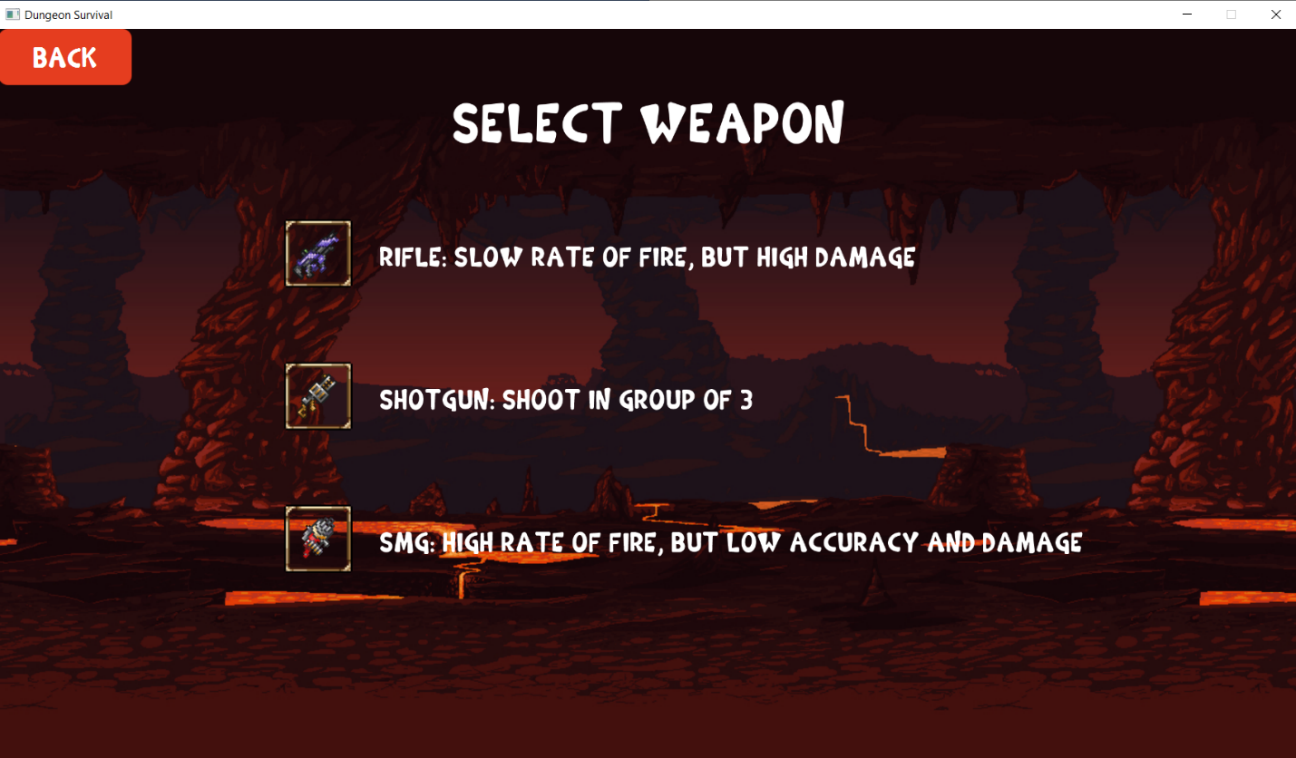 Dungeon Survival
BACK
SELECT WEAPON
RIFLE: SLOW RATE OF FIRE, BUT HIGH DAMAGE
SHOTGUN: SHOOT IN GROUP OF 3
SMG: HIGH RATE OF FIRE, BUT LOW ACCURACY AND DAMAGE